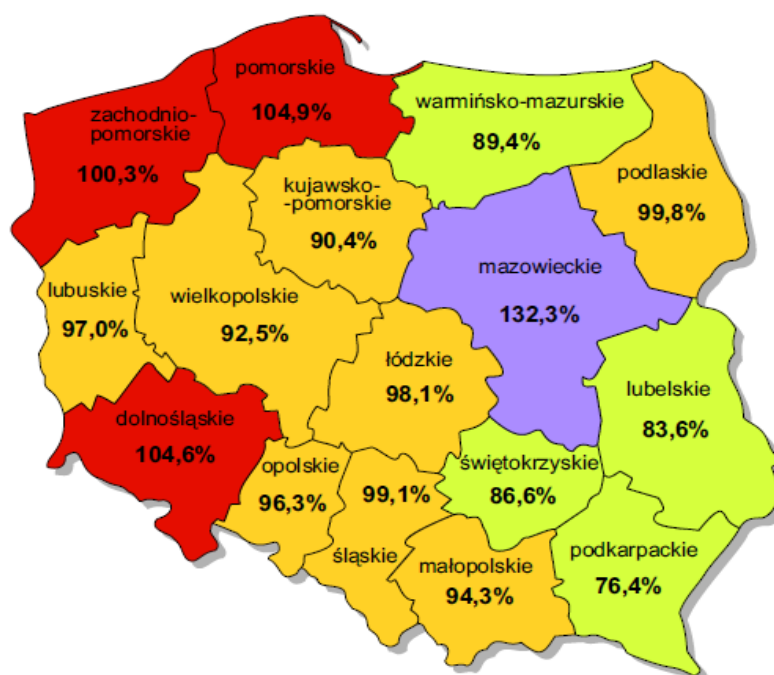 pomorskie
104,9%
zachodnio-
pomorskie
100,3%
warmińsko-mazurskie
89,4%
podlaskie
99,8%
kujawsko-
-pomorskie
90,4%
mazowieckie
132,3%
lubuskie
97,0%
wielkopolskie
92,5%
łódzkie
98,1%
lubelskie
83,6%
dolnośląskie
104,6%
opolskie
96,3%
99,1%
śląskie
świętokrzyskie
86,6%
małopolskie
94,3%
podkarpackie
76,4%